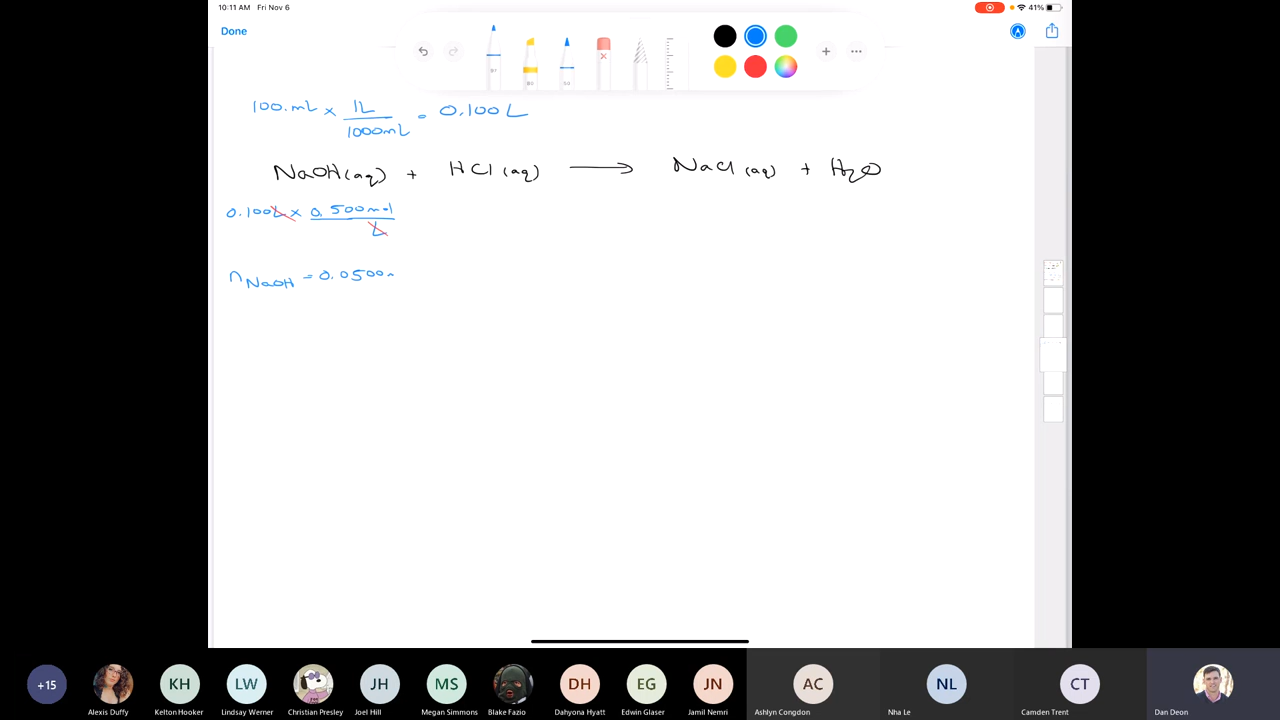 10:11 AM Fri Nov 6
41%
Done
100. mL × 1L / 1000mL = 0.100 L
NaOH(aq) + HCl (aq) ⟶ NaCl (aq) + H2O
0.100L × 0.500mol / L
nNaOH = 0.0500m
+15
KH
LW
JH
MS
DH
EG
JN
AC
NL
CT
Alexis Duffy
Kelton Hooker
Lindsay Werner
Christian Presley
Joel Hill
Megan Simmons
Blake Fazio
Dahyona Hyatt
Edwin Glaser
Jamil Nemri
Ashlyn Congdon
Nha Le
Camden Trent
Dan Deon